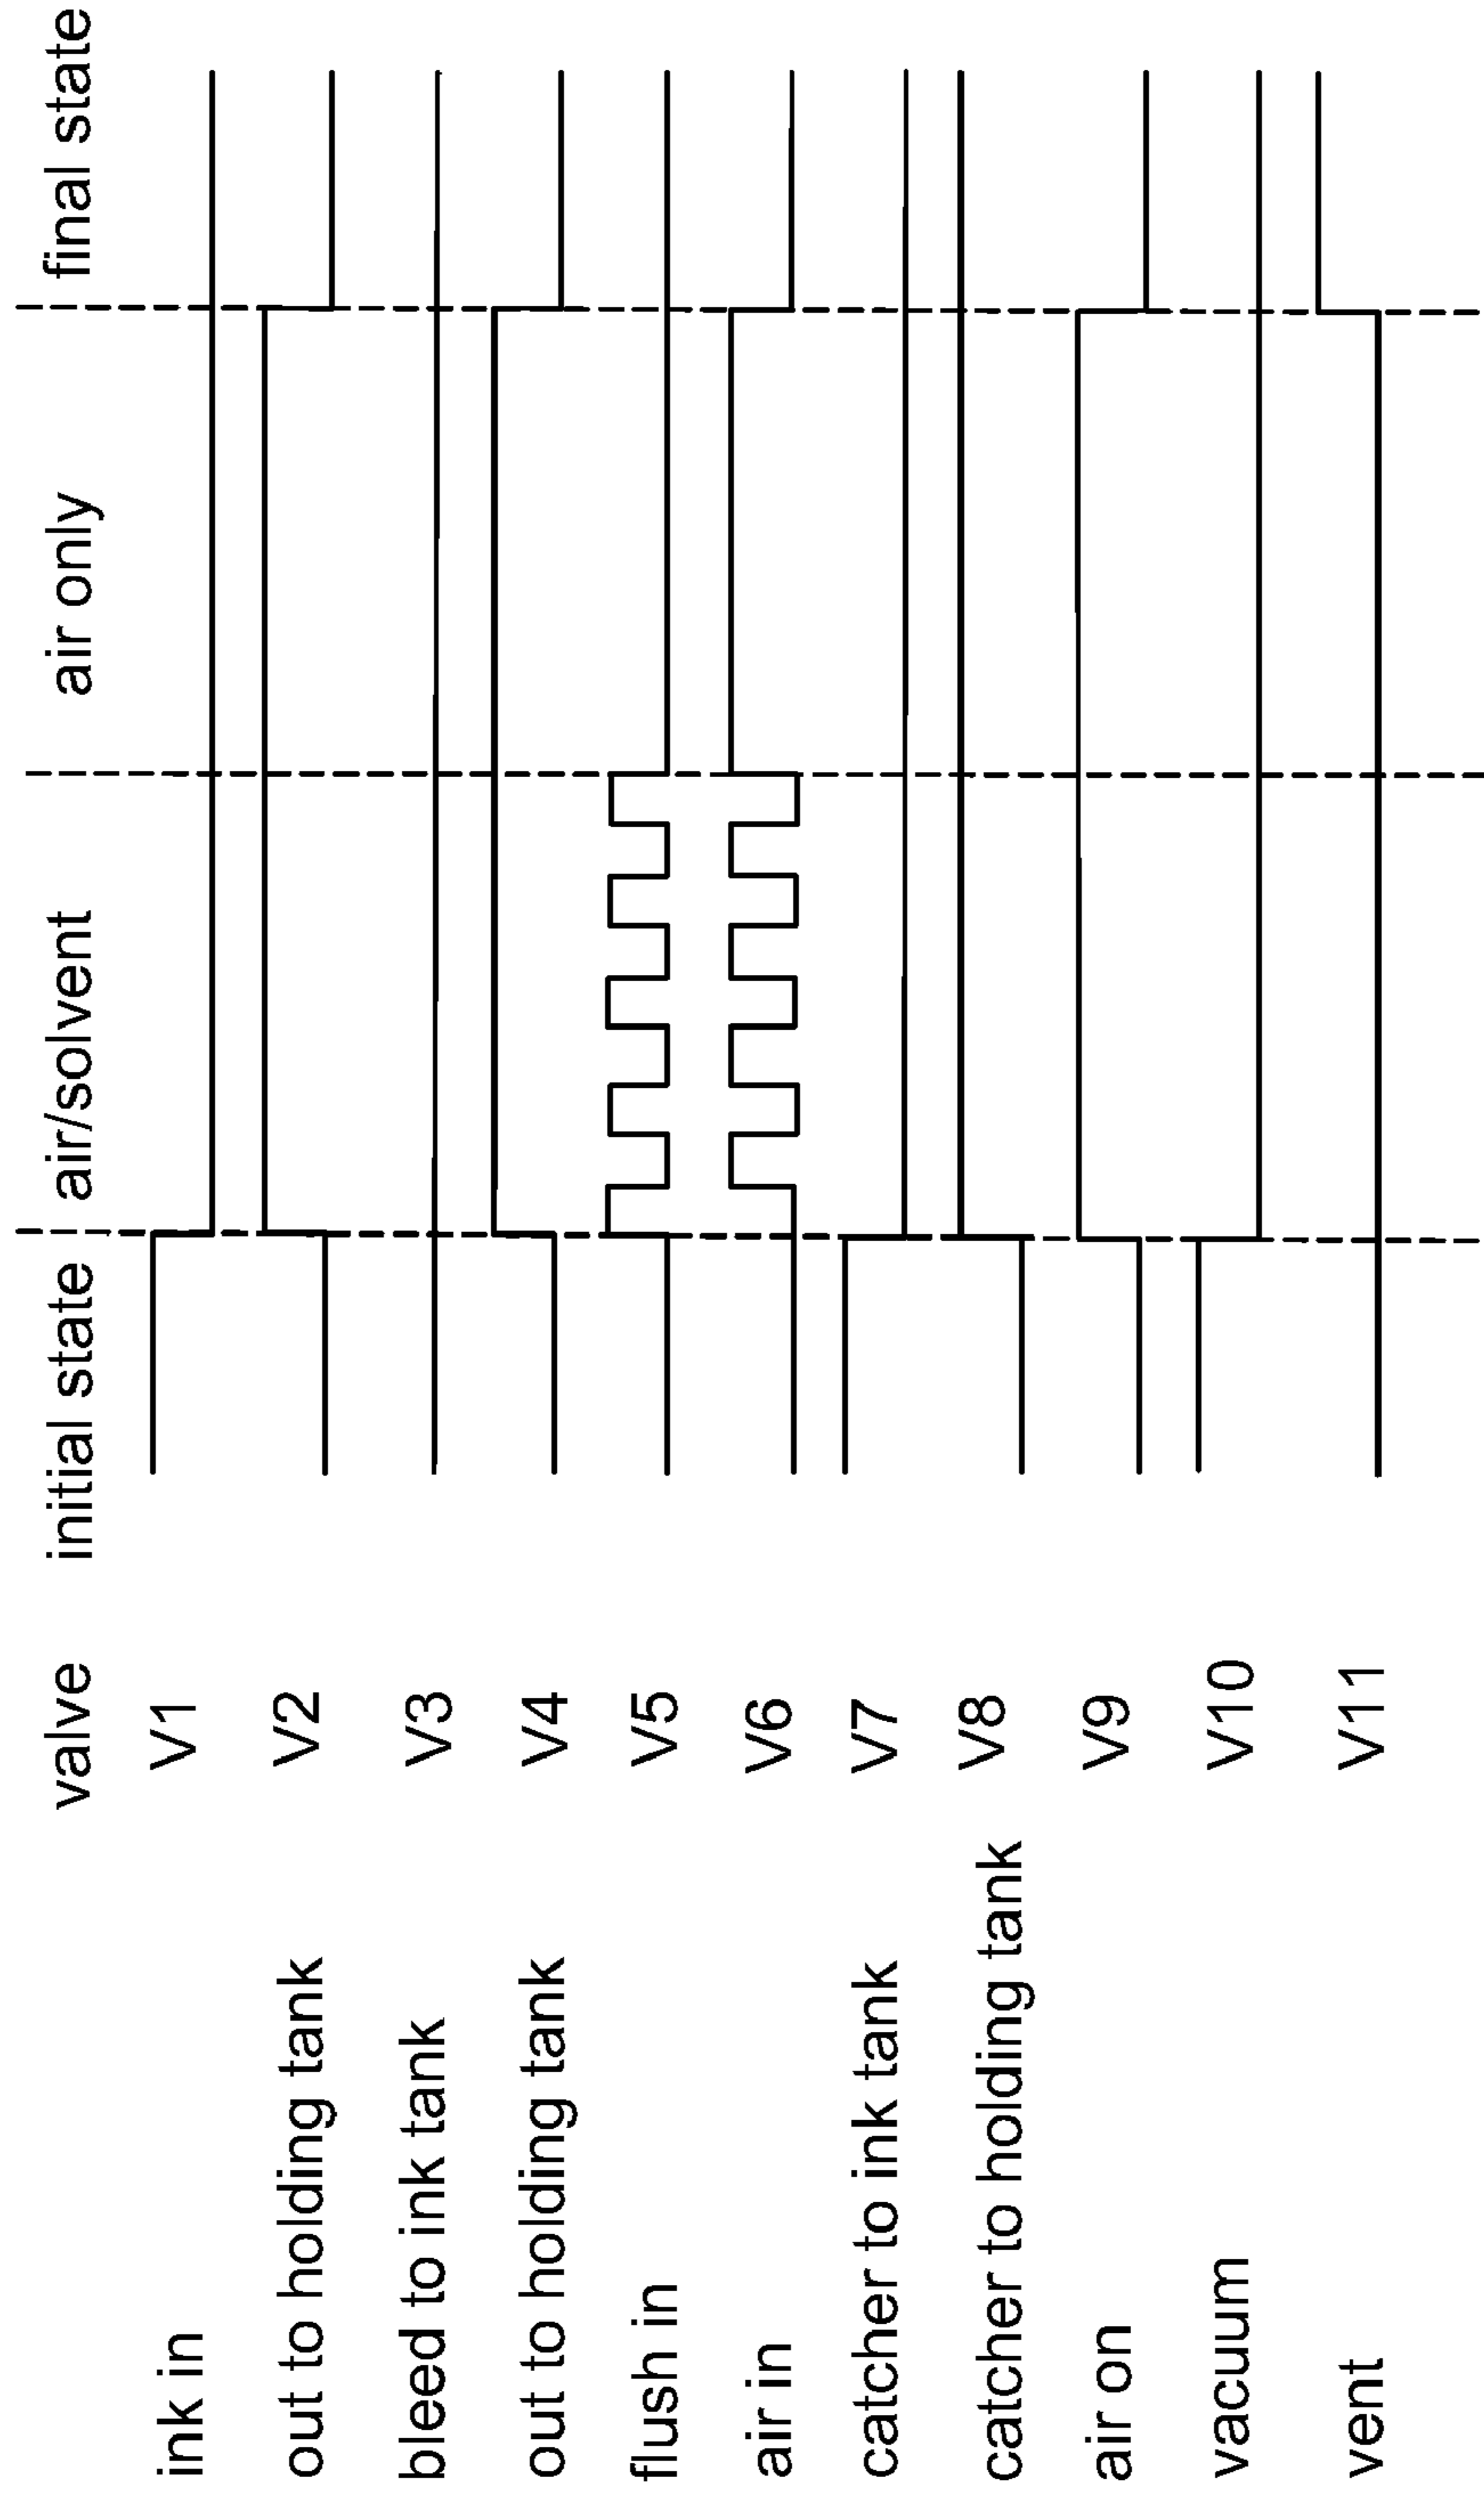 valve initial state air/solvent air only final state
ink in V1
out to holding tank V2
bleed to ink tank V3
out to holding tank V4
flush in V5
air in V6
catcher to ink tank V7
catcher to holding tank V8
air on V9
vacuum V10
vent V11